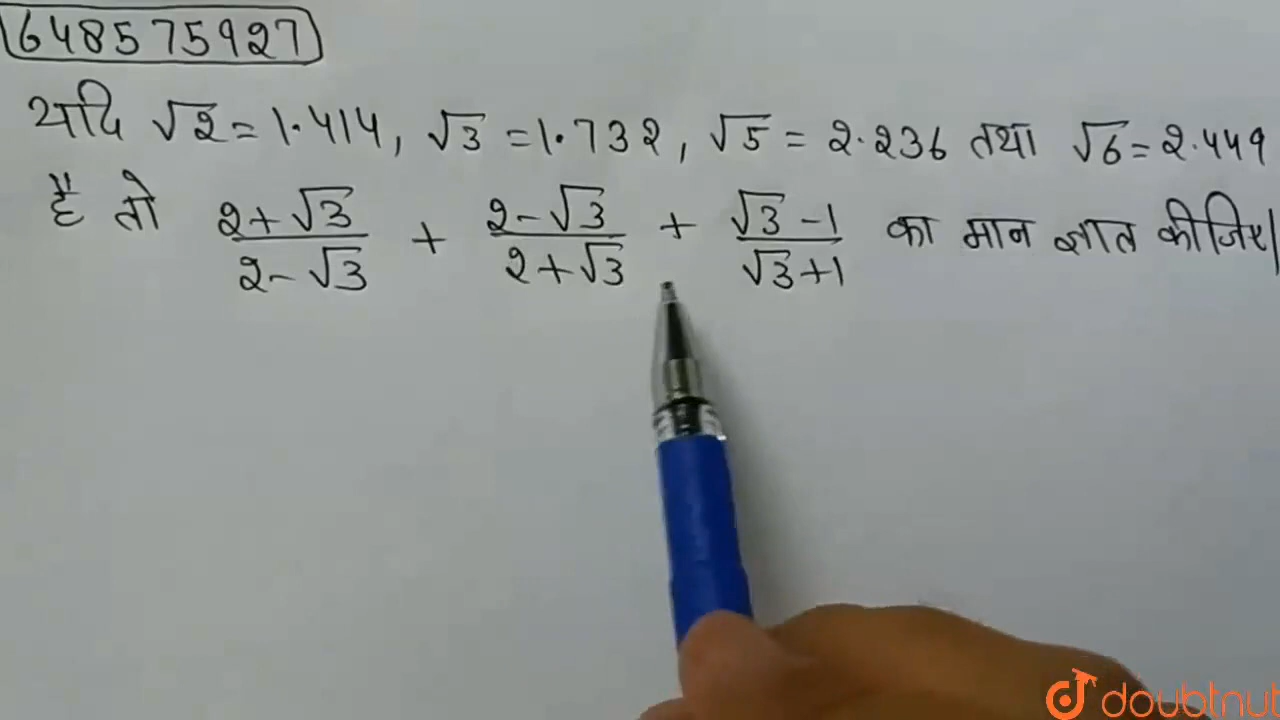 648575927
यदि √2 = 1.414, √3 = 1.732, √5 = 2.236 तथा √6 = 2.449
है तो (2+√3)/(2-√3) + (2-√3)/(2+√3) + (√3-1)/(√3+1) का मान ज्ञात कीजिए।
doubtnut